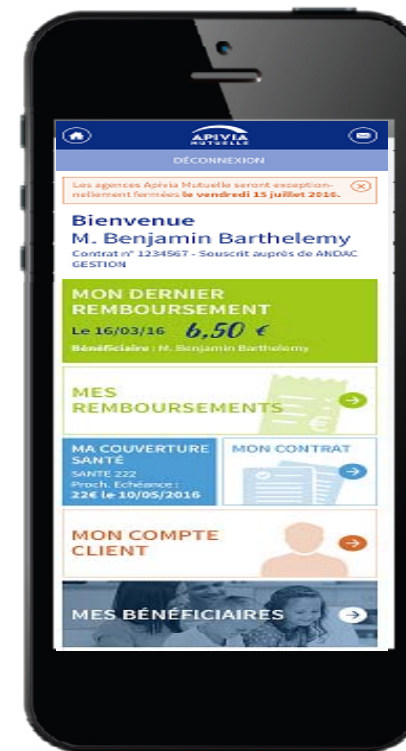 APIVIA
MUTUELLE
DÉCONNEXION
Les agences Apivia Mutuelle seront exception-
nellement fermées le vendredi 15 juillet 2016.
Bienvenue
M. Benjamin Barthelemy
Contrat n° 1234567 - Souscrit auprès de ANDAC
GESTION
MON DERNIER
REMBOURSEMENT
Le 16/03/16 6,50 €
Bénéficiaire : M. Benjamin Barthelemy
MES
REMBOURSEMENTS
MA COUVERTURE
SANTÉ
SANTE 222
Proch. Echéance :
22€ le 10/05/2016
MON CONTRAT
MON COMPTE
CLIENT
MES BÉNÉFICIAIRES